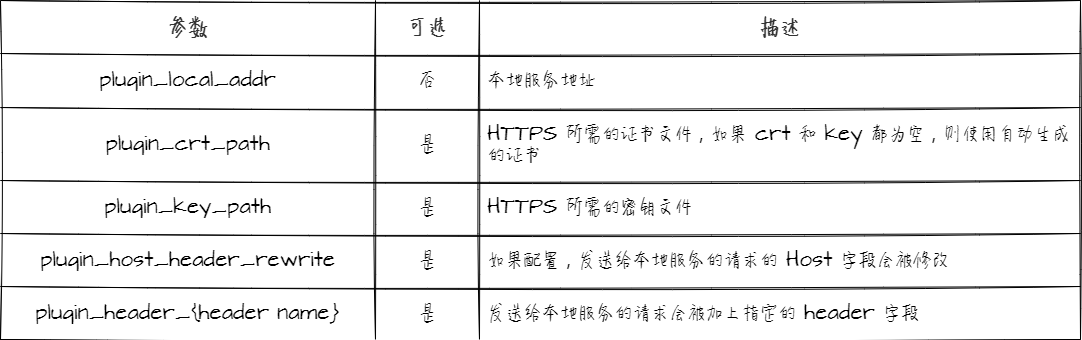 参数 可选 描述
plugin_local_addr 否 本地服务地址
plugin_crt_path 是 HTTPS 所需的证书文件，如果 crt 和 key 都为空，则使用自动生成
的证书
plugin_key_path 是 HTTPS 所需的密钥文件
plugin_host_header_rewrite 是 如果配置，发送给本地服务的请求的 Host 字段会被修改
plugin_header_{header name} 是 发送给本地服务的请求会被加上指定的 header 字段